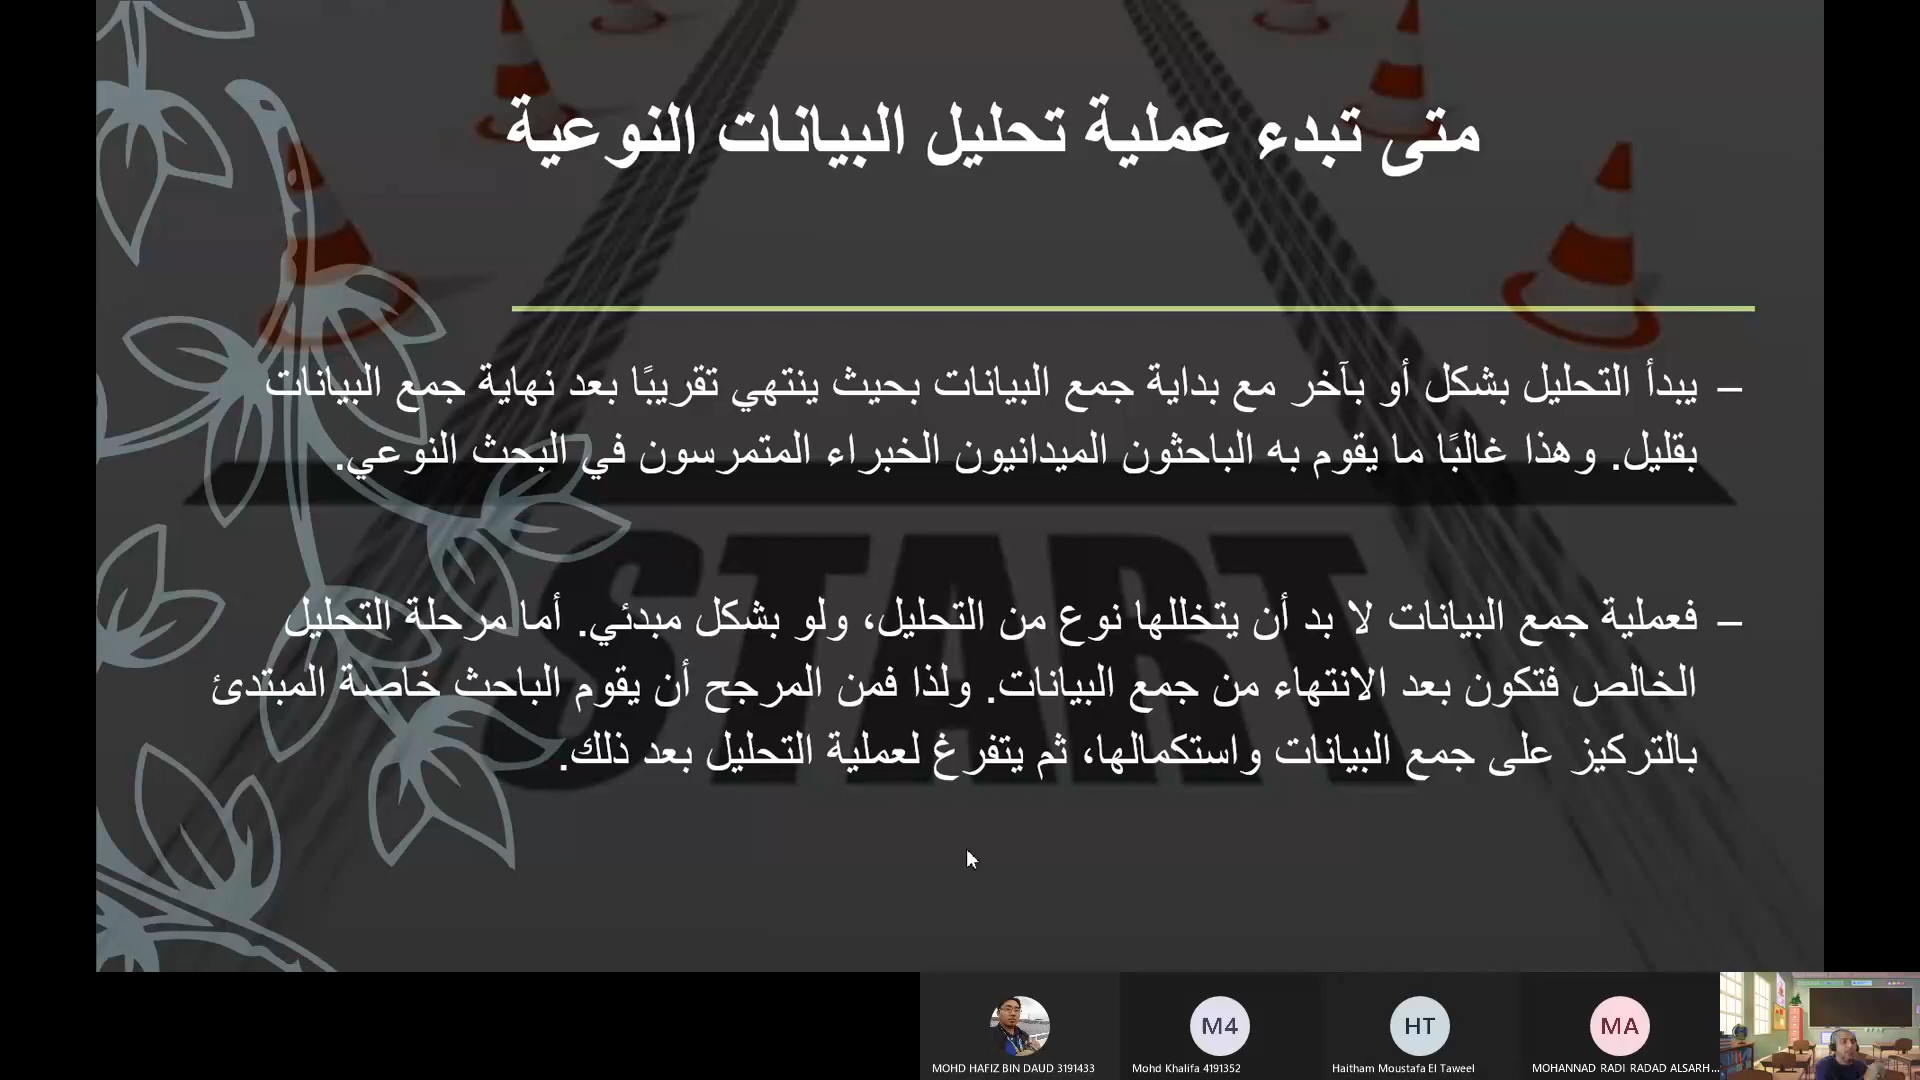 متى تبدء عملية تحليل البيانات النوعية
– يبدأ التحليل بشكل أو بآخر مع بداية جمع البيانات بحيث ينتهي تقريبًا بعد نهاية جمع البيانات
بقليل. وهذا غالبًا ما يقوم به الباحثون الميدانيون الخبراء المتمرسون في البحث النوعي.
START
– فعملية جمع البيانات لا بد أن يتخللها نوع من التحليل، ولو بشكل مبدئي. أما مرحلة التحليل
الخالص فتكون بعد الانتهاء من جمع البيانات. ولذا فمن المرجح أن يقوم الباحث خاصة المبتدئ
بالتركيز على جمع البيانات واستكمالها، ثم يتفرغ لعملية التحليل بعد ذلك.
M4
HT
MA
MOHD HAFIZ BIN DAUD 3191433
Mohd Khalifa 4191352
Haitham Moustafa El Taweel
MOHANNAD RADI RADAD ALSARH...